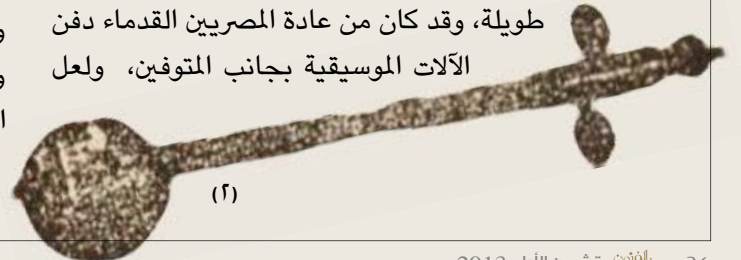 طويلة، وقد كان من عادة المصريين القدماء دفن
الآلات الموسيقية بجانب المتوفين، ولعل
(٢)